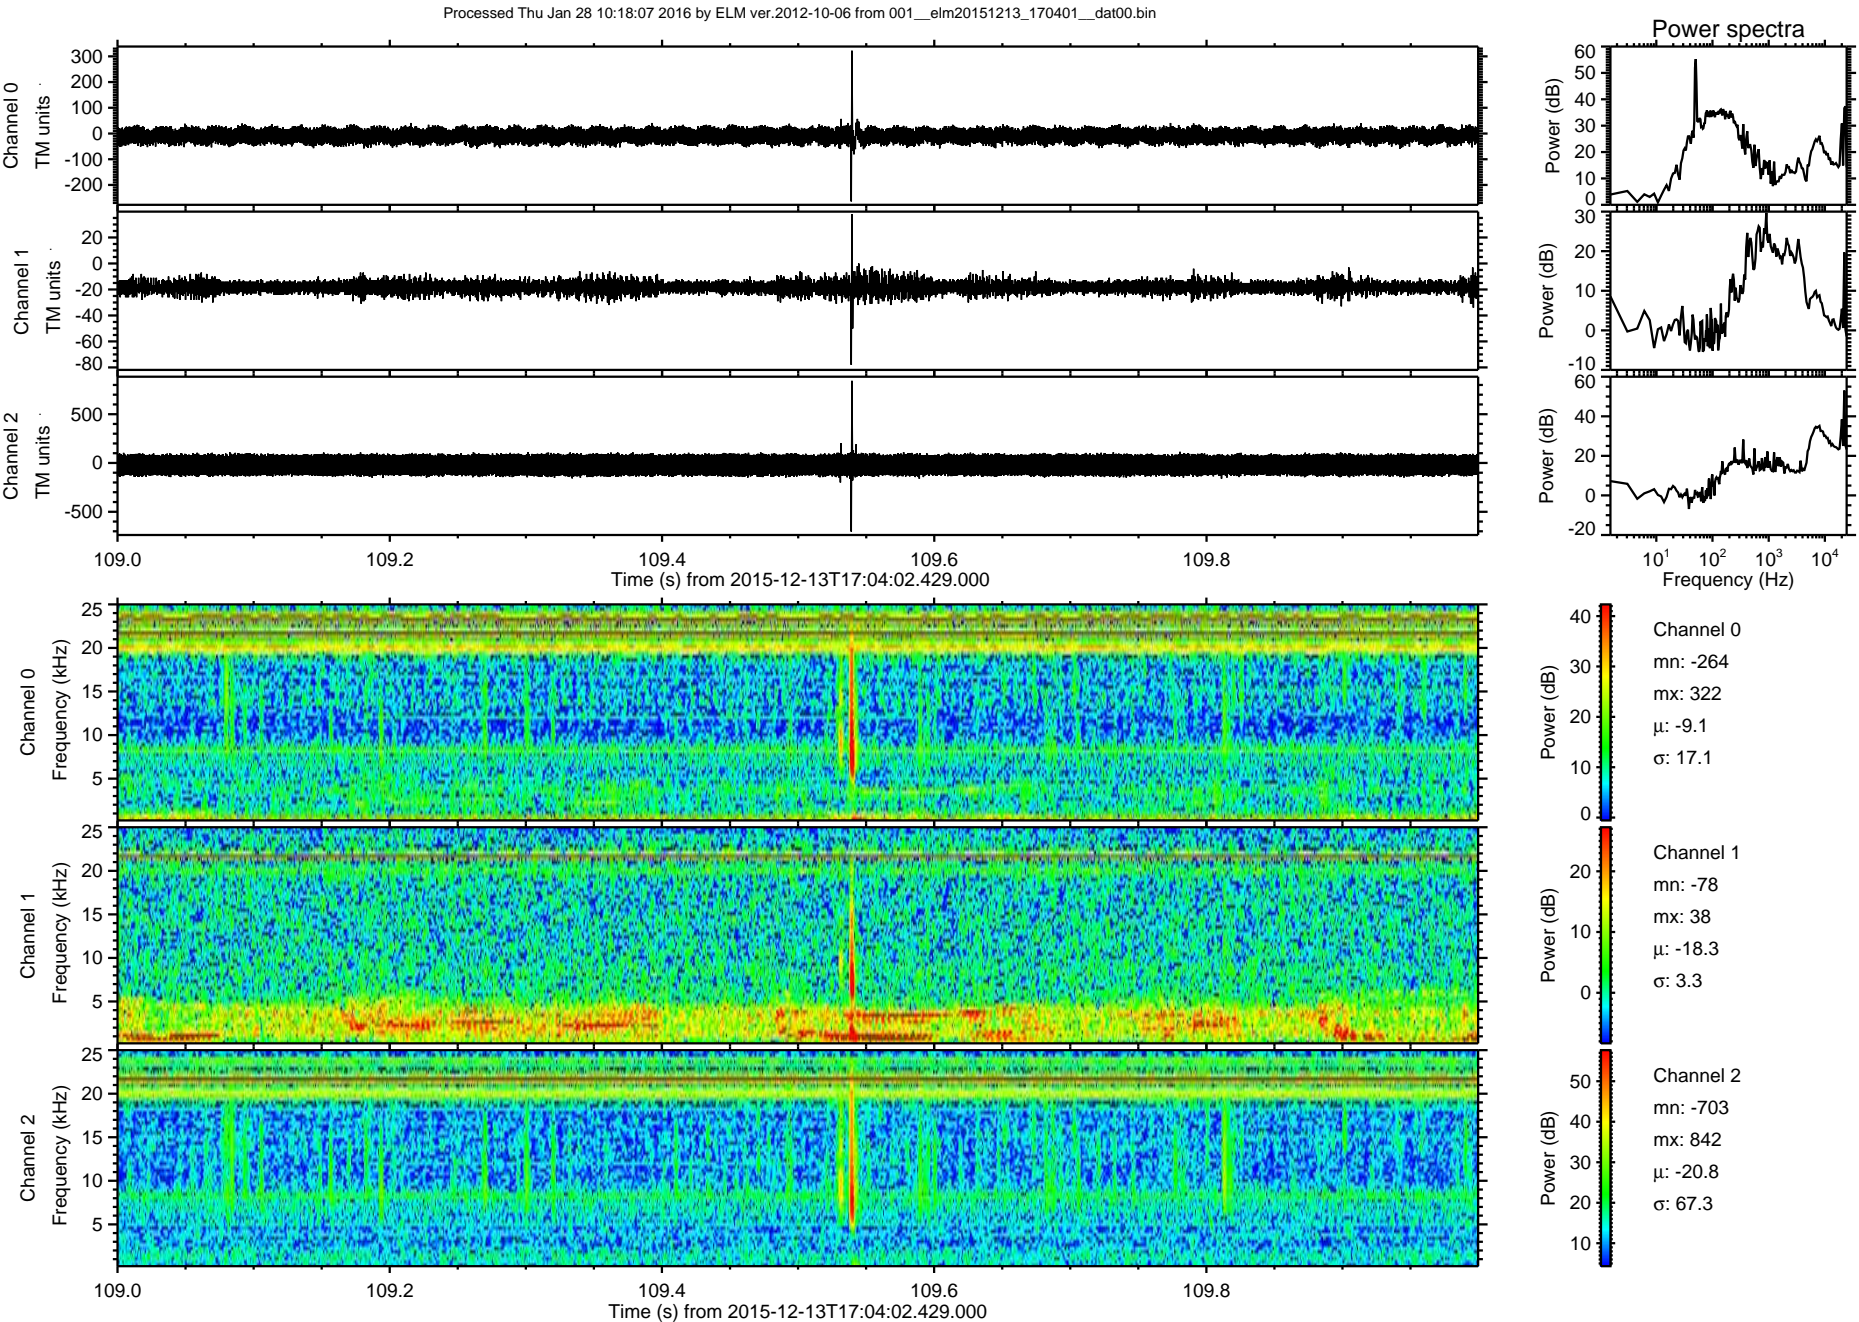 Processed Thu Jan 28 10:18:07 2016 by ELM ver.2012-10-06 from 001__elm20151213_170401__dat00.bin
Power spectra
Channel 0
TM units
300
200
100
0
-100
-200
Power (dB)
60
50
40
30
20
10
0
Channel 1
TM units
20
0
-20
-40
-60
-80
Power (dB)
30
20
10
0
-10
Channel 2
TM units
500
0
-500
Power (dB)
60
40
20
0
-20
109.0 109.2 109.4 109.6 109.8
Time (s) from 2015-12-13T17:04:02.429.000
10¹ 10² 10³ 10⁴
Frequency (Hz)
Channel 0
Frequency (kHz)
25
20
15
10
5
Power (dB)
40
30
20
10
0
Channel 0
mn: -264
mx: 322
μ: -9.1
σ: 17.1
Channel 1
Frequency (kHz)
25
20
15
10
5
Power (dB)
20
10
0
Channel 1
mn: -78
mx: 38
μ: -18.3
σ: 3.3
Channel 2
Frequency (kHz)
25
20
15
10
5
Power (dB)
50
40
30
20
10
Channel 2
mn: -703
mx: 842
μ: -20.8
σ: 67.3
109.0 109.2 109.4 109.6 109.8
Time (s) from 2015-12-13T17:04:02.429.000